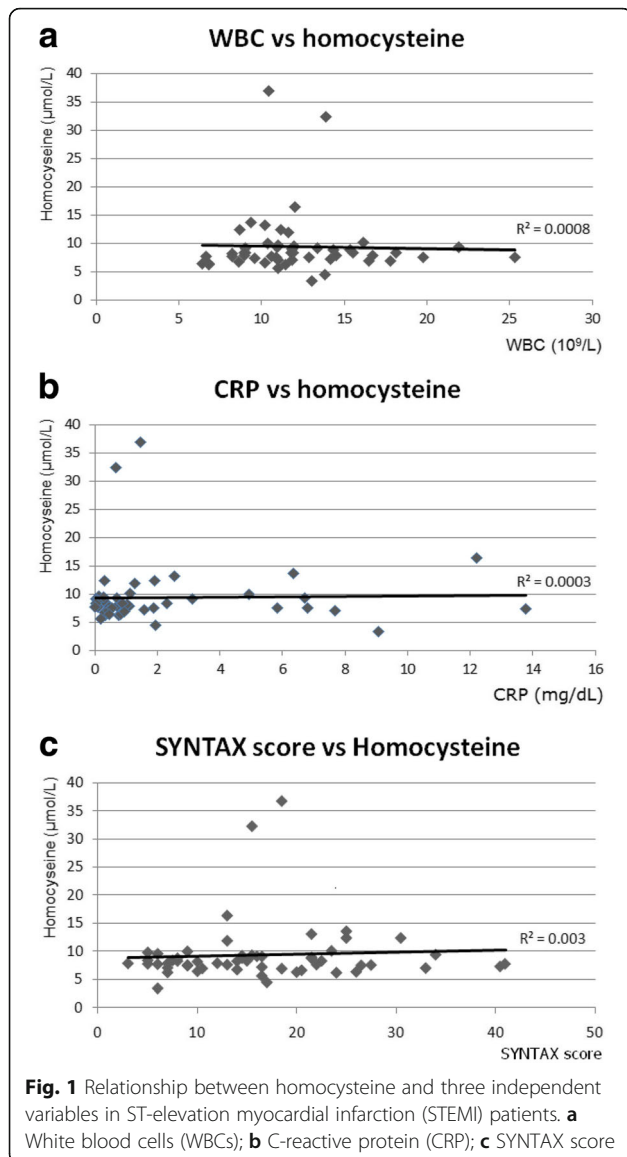 a
WBC vs homocysteine
Homocyseine (µmol/L)
40
35
30
25
20
15
10
5
0
R² = 0.0008
0 5 10 15 20 25 30
WBC (10⁹/L)
b
CRP vs homocysteine
Homocyseine (µmol/L)
40
35
30
25
20
15
10
5
0
R² = 0.0003
0 2 4 6 8 10 12 14 16
CRP (mg/dL)
c
SYNTAX score vs Homocysteine
Homocyseine (µmol/L)
40
35
30
25
20
15
10
5
0
R² = 0.003
0 10 20 30 40 50
SYNTAX score
Fig. 1 Relationship between homocysteine and three independent
variables in ST-elevation myocardial infarction (STEMI) patients. a
White blood cells (WBCs); b C-reactive protein (CRP); c SYNTAX score